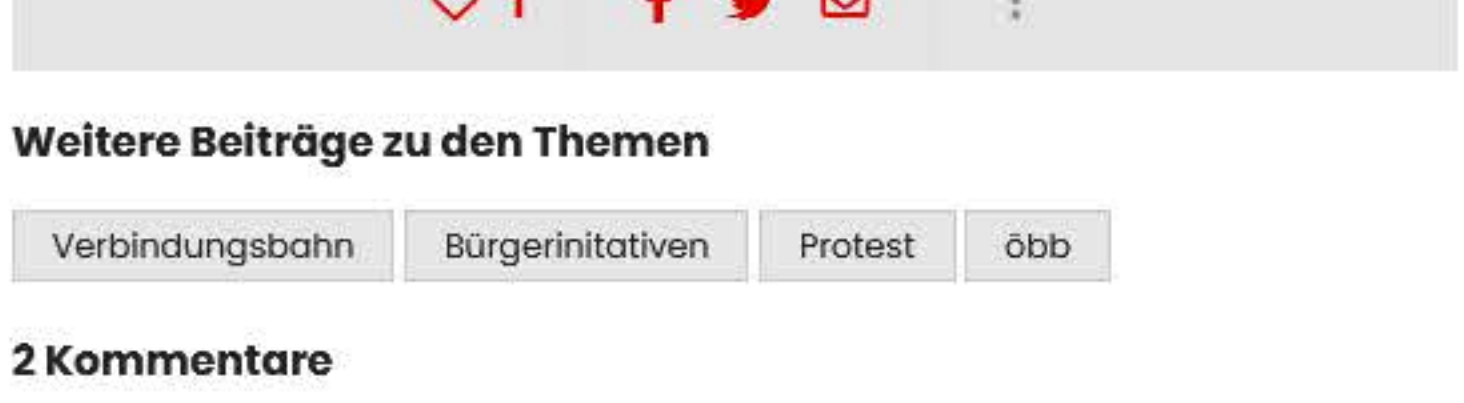 Weitere Beiträge zu den Themen
Verbindungsbahn Bürgerinitativen Protest öbb
2 Kommentare